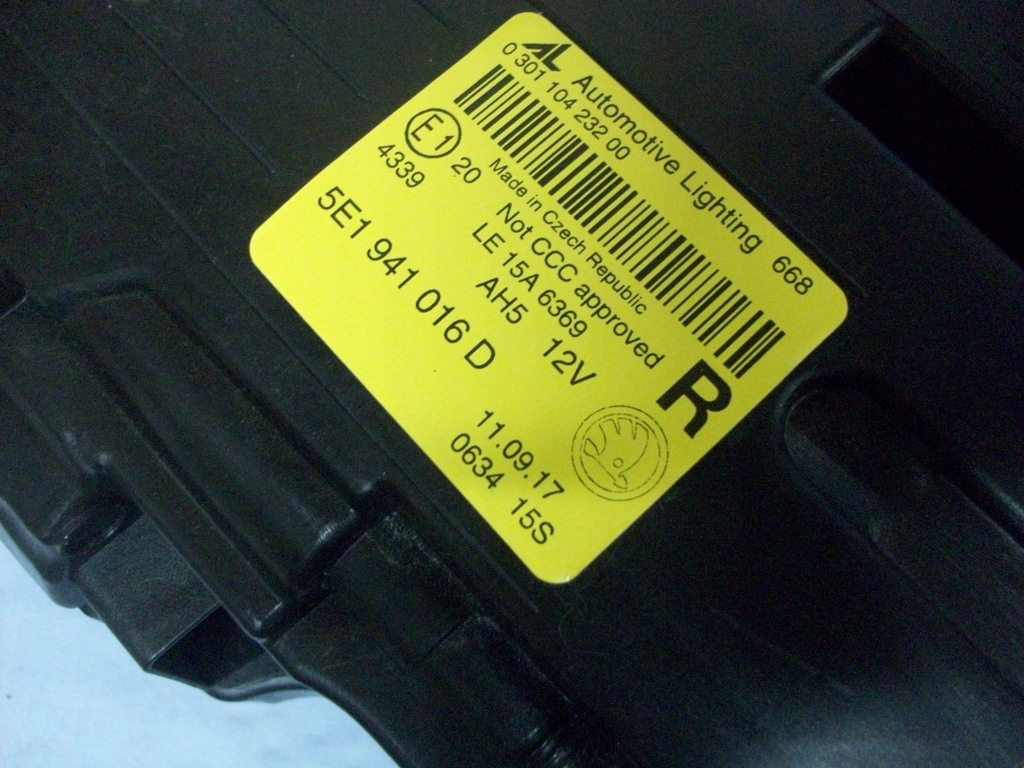 AL Automotive Lighting 668
0 301 104 232 00
E1 20
4339
Made in Czech Republic
Not CCC approved
LE 15A 6369
AH5 12V
R
5E1 941 016 D
11.09.17
0634 15S